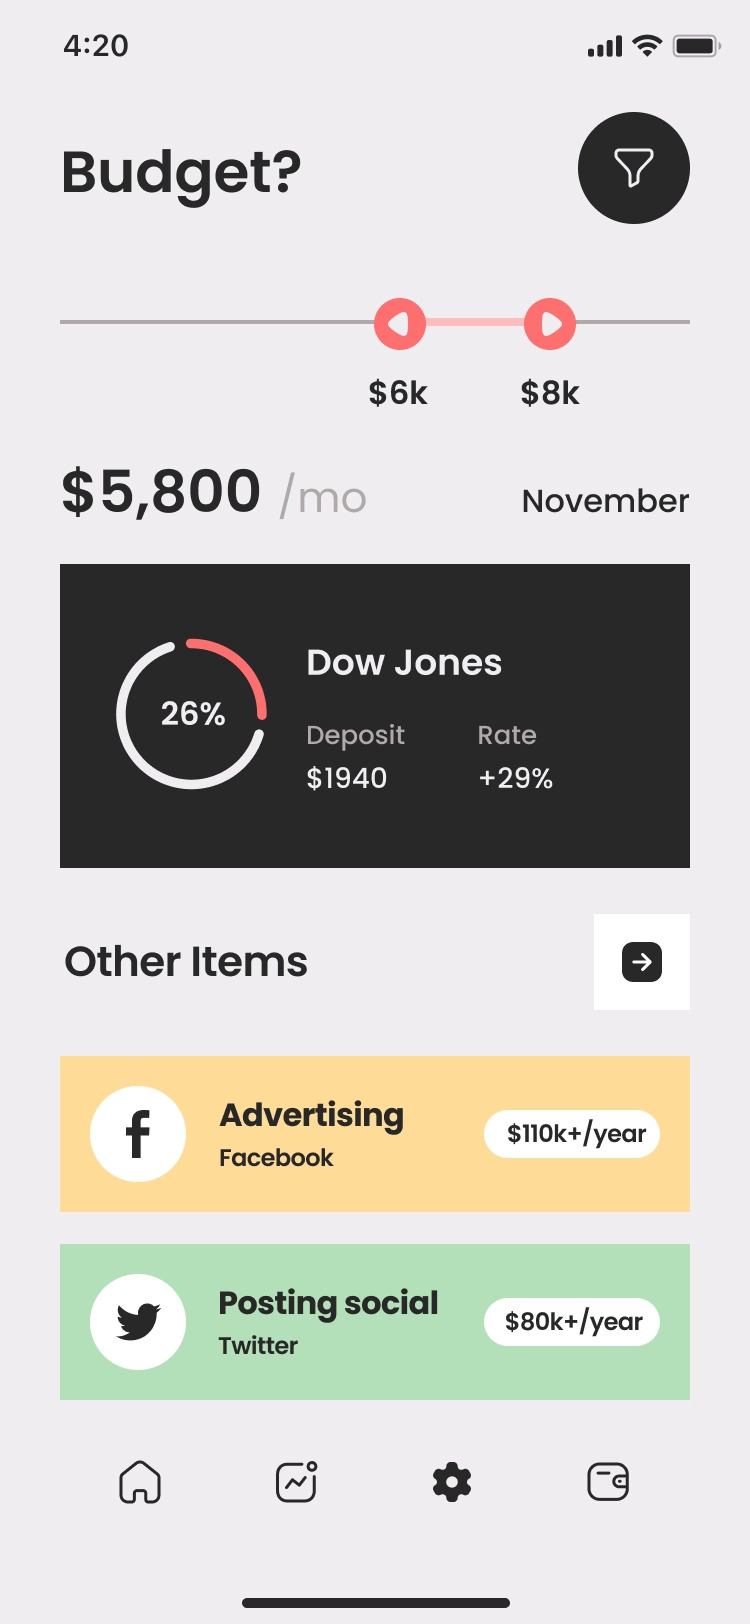 4:20
Budget?
$6k $8k
$5,800 /mo November
26%
Dow Jones
Deposit Rate
$1940 +29%
Other Items
Advertising
Facebook
$110k+/year
Posting social
Twitter
$80k+/year